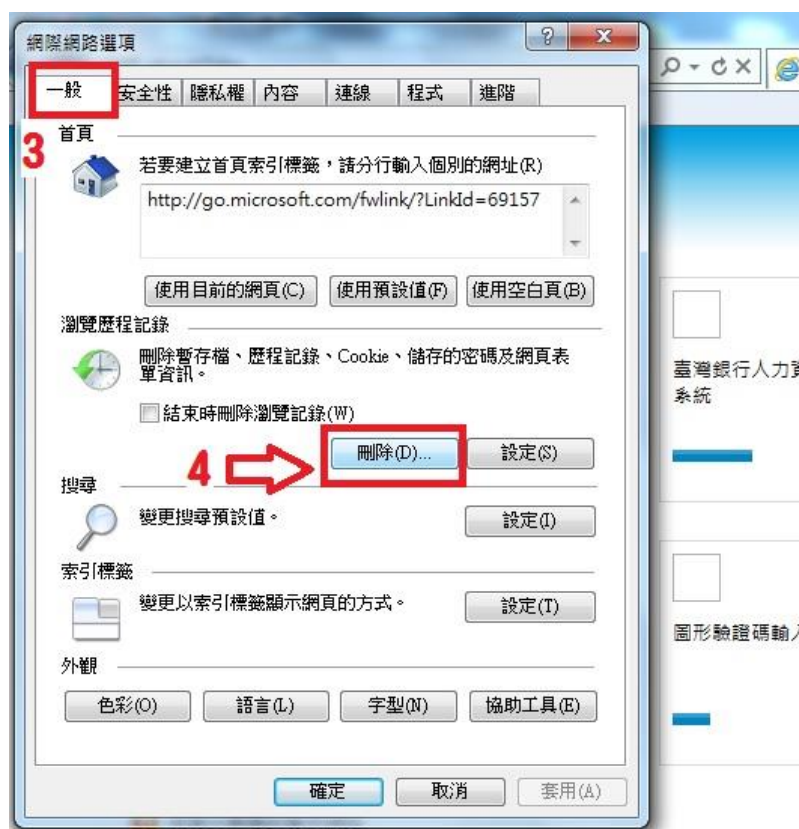 網際網路選項
一般 安全性 隱私權 內容 連線 程式 進階
3
首頁
若要建立首頁索引標籤，請分行輸入個別的網址(R)
http://go.microsoft.com/fwlink/?LinkId=69157
使用目前的網頁(C) 使用預設值(F) 使用空白頁(B)
瀏覽歷程記錄
刪除暫存檔、歷程記錄、Cookie、儲存的密碼及網頁表
單資訊。
結束時刪除瀏覽記錄(W)
4
刪除(D)... 設定(S)
搜尋
變更搜尋預設值。
設定(I)
索引標籤
變更以索引標籤顯示網頁的方式。
設定(T)
外觀
色彩(O) 語言(L) 字型(N) 協助工具(E)
確定 取消 套用(A)
臺灣銀行人力
系統
圖形驗證碼輸